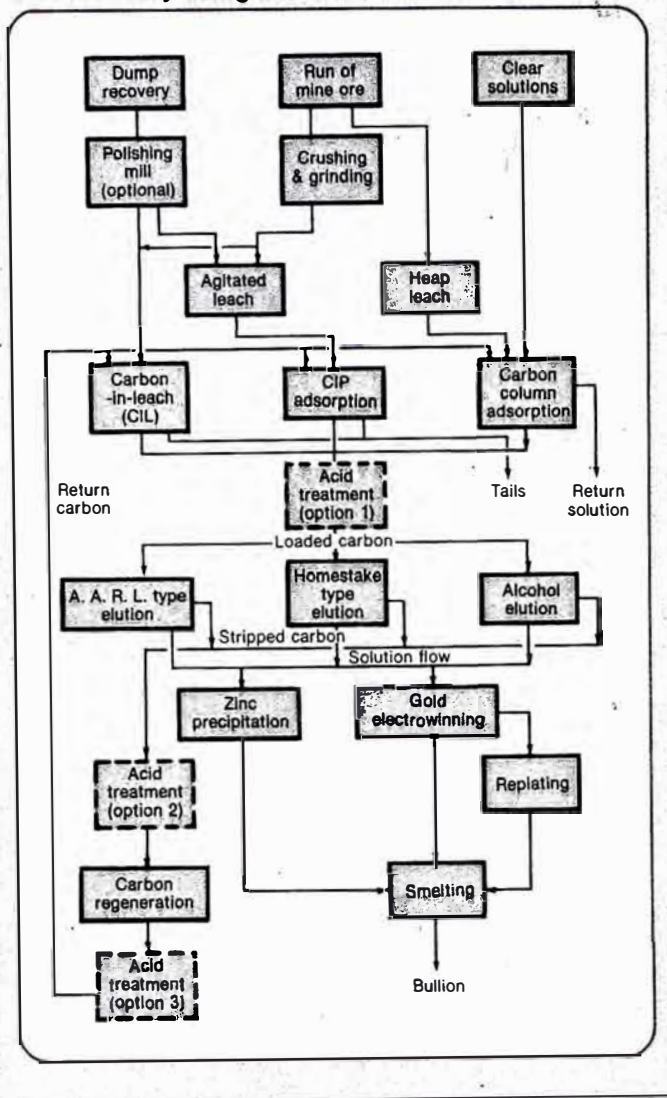 Dump
recovery
Run of
mine ore
Clear
solutions
Polishing
mill
(optional)
Crushing
& grinding
Agitated
leach
Heap
leach
Carbon
-in-leach
(CIL)
CIP
adsorption
Carbon
column
adsorption
Return
carbon
Acid
treatment
(option 1)
Tails
Return
solution
Loaded carbon
A. A. R. L. type
elution
Homestake
type
elution
Alcohol
elution
Stripped carbon
Solution flow
Zinc
precipitation
Gold
electrowinning
Acid
treatment
(option 2)
Replating
Carbon
regeneration
Smelting
Acid
treatment
(option 3)
Bullion